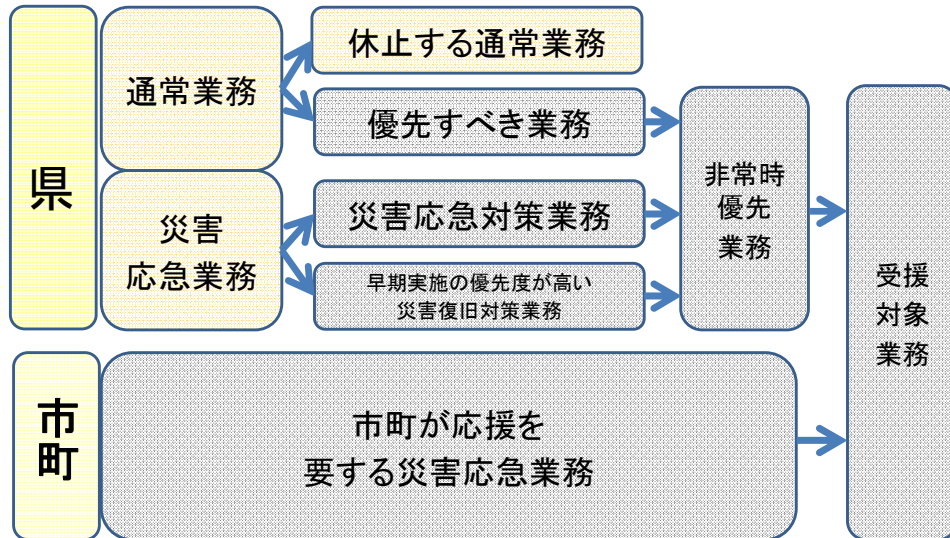 県
通常業務
休止する通常業務
優先すべき業務
災害
応急業務
災害応急対策業務
早期実施の優先度が高い
災害復旧対策業務
非常時
優先
業務
受援
対象
業務
市
町
市町が応援を
要する災害応急業務